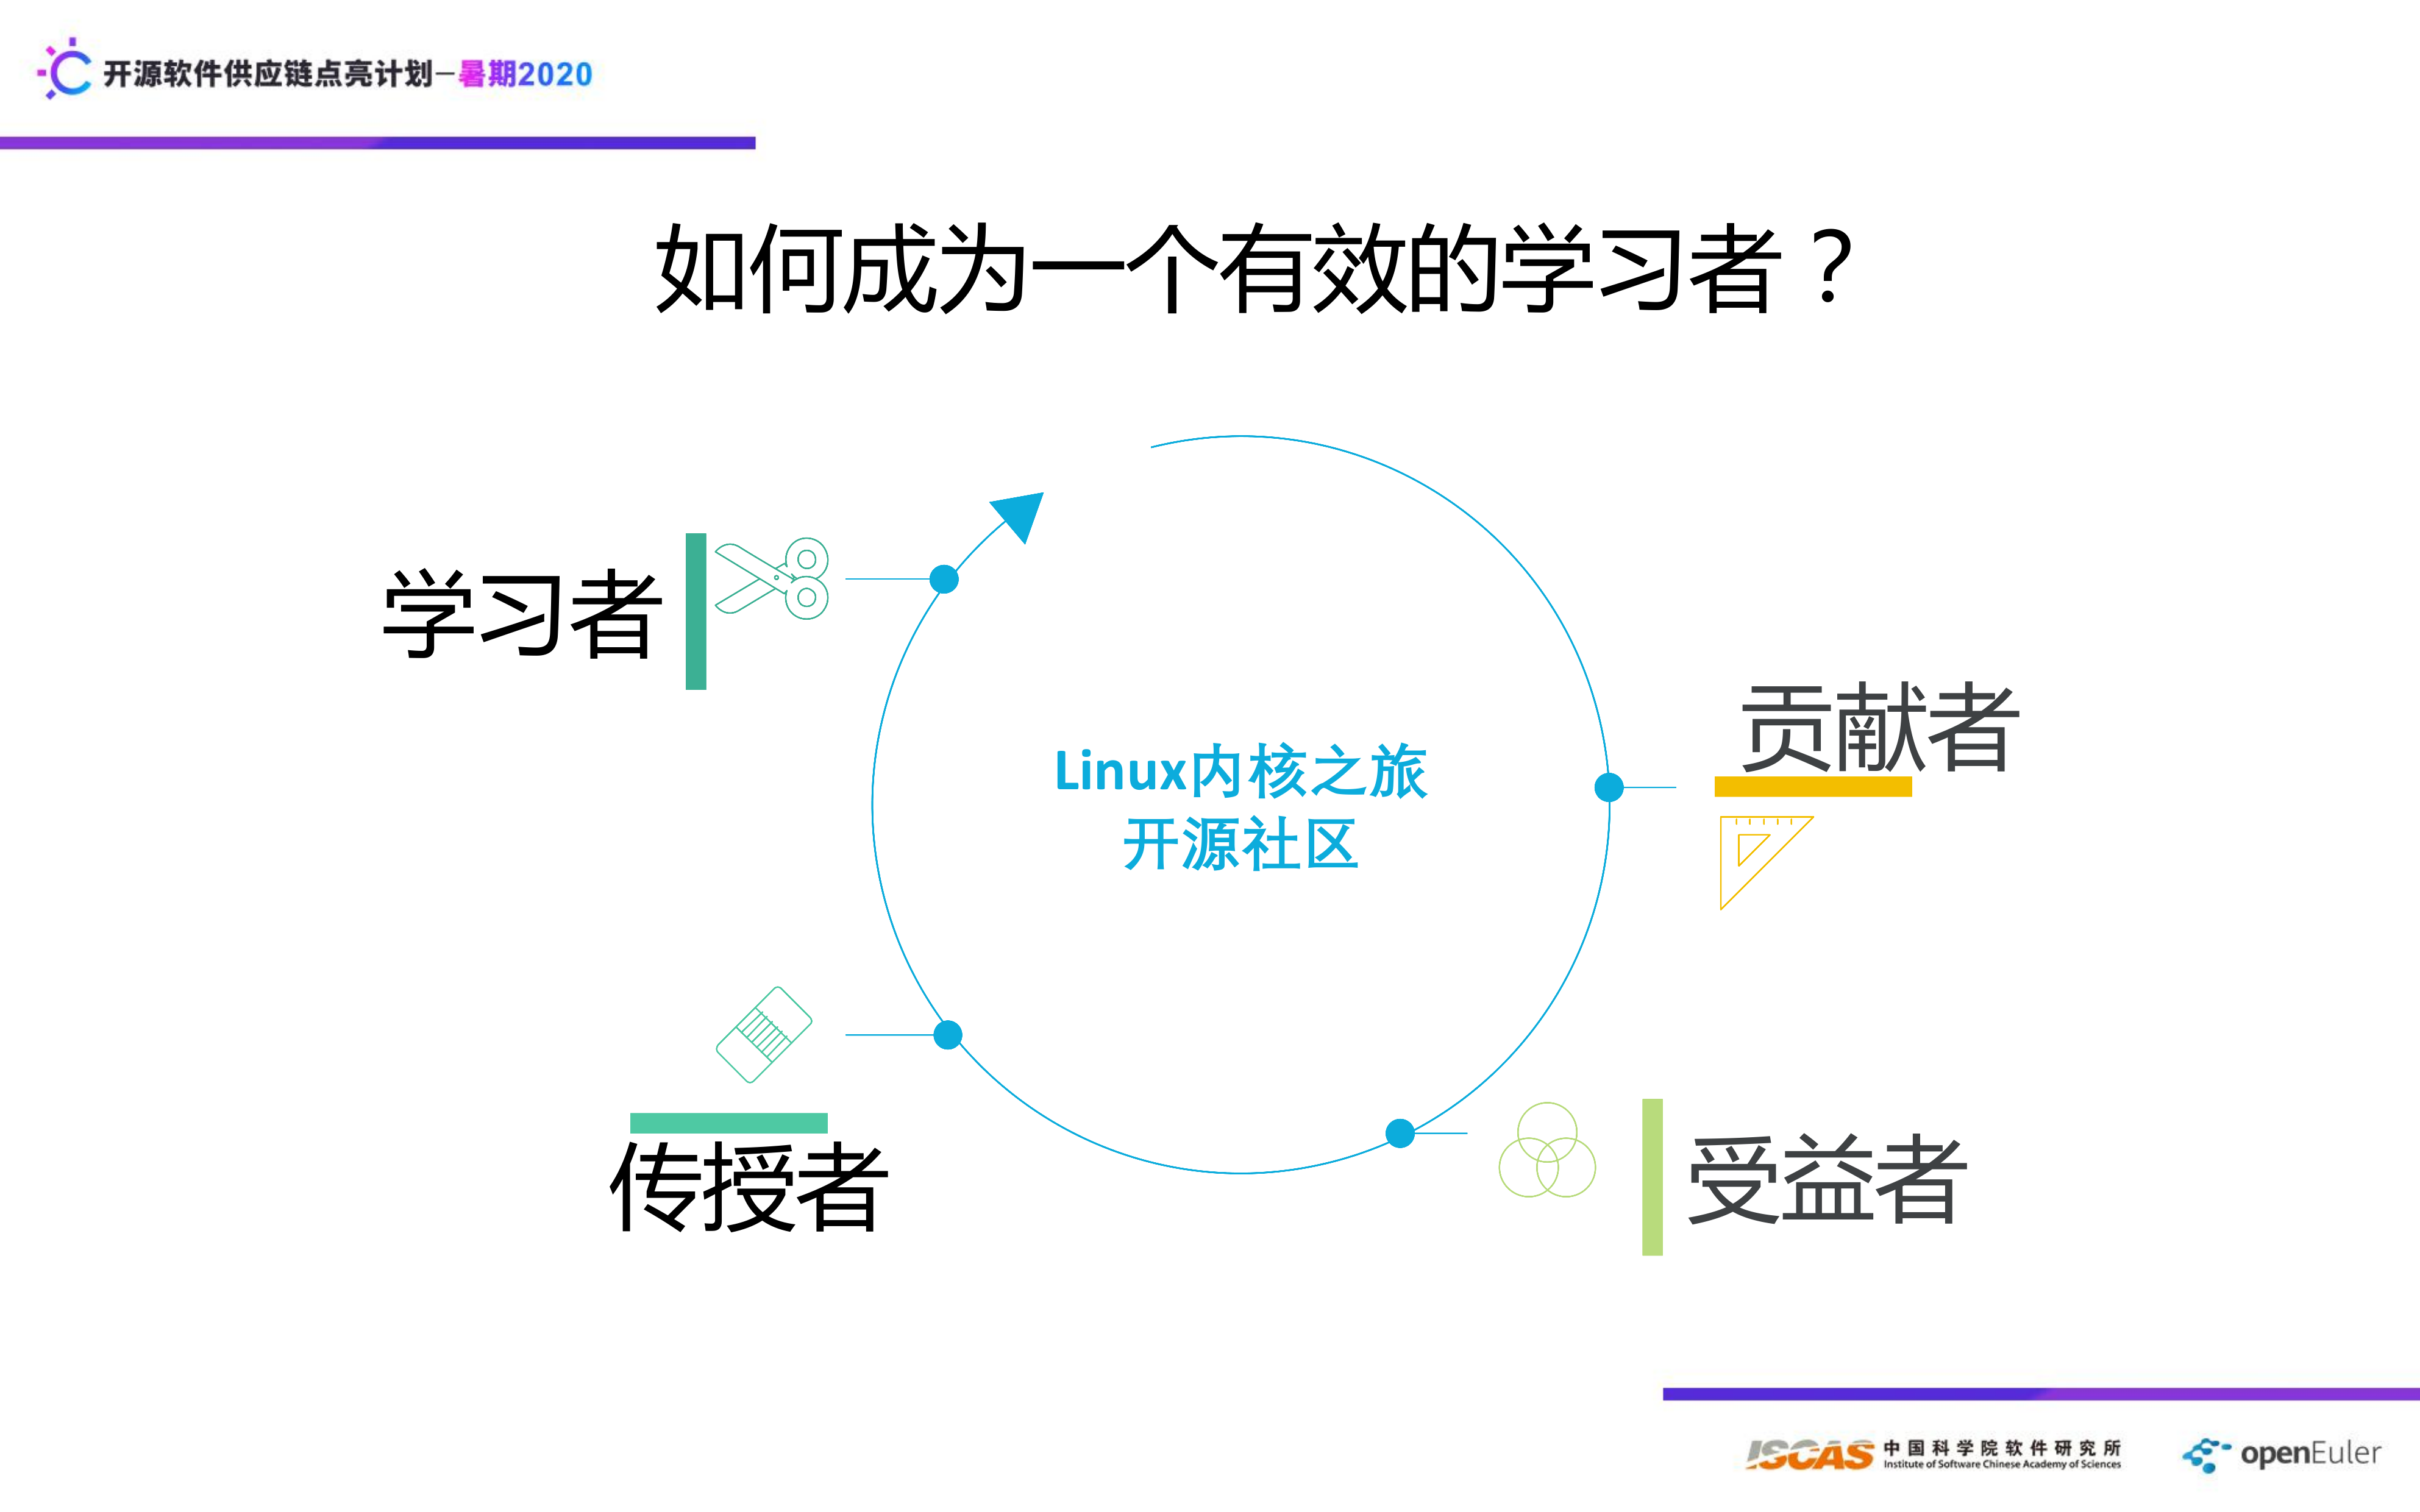 开源软件供应链点亮计划—暑期2020
如何成为一个有效的学习者？
学习者
贡献者
Linux内核之旅
开源社区
传授者
受益者
ISCAS 中国科学院软件研究所
Institute of Software Chinese Academy of Sciences
openEuler